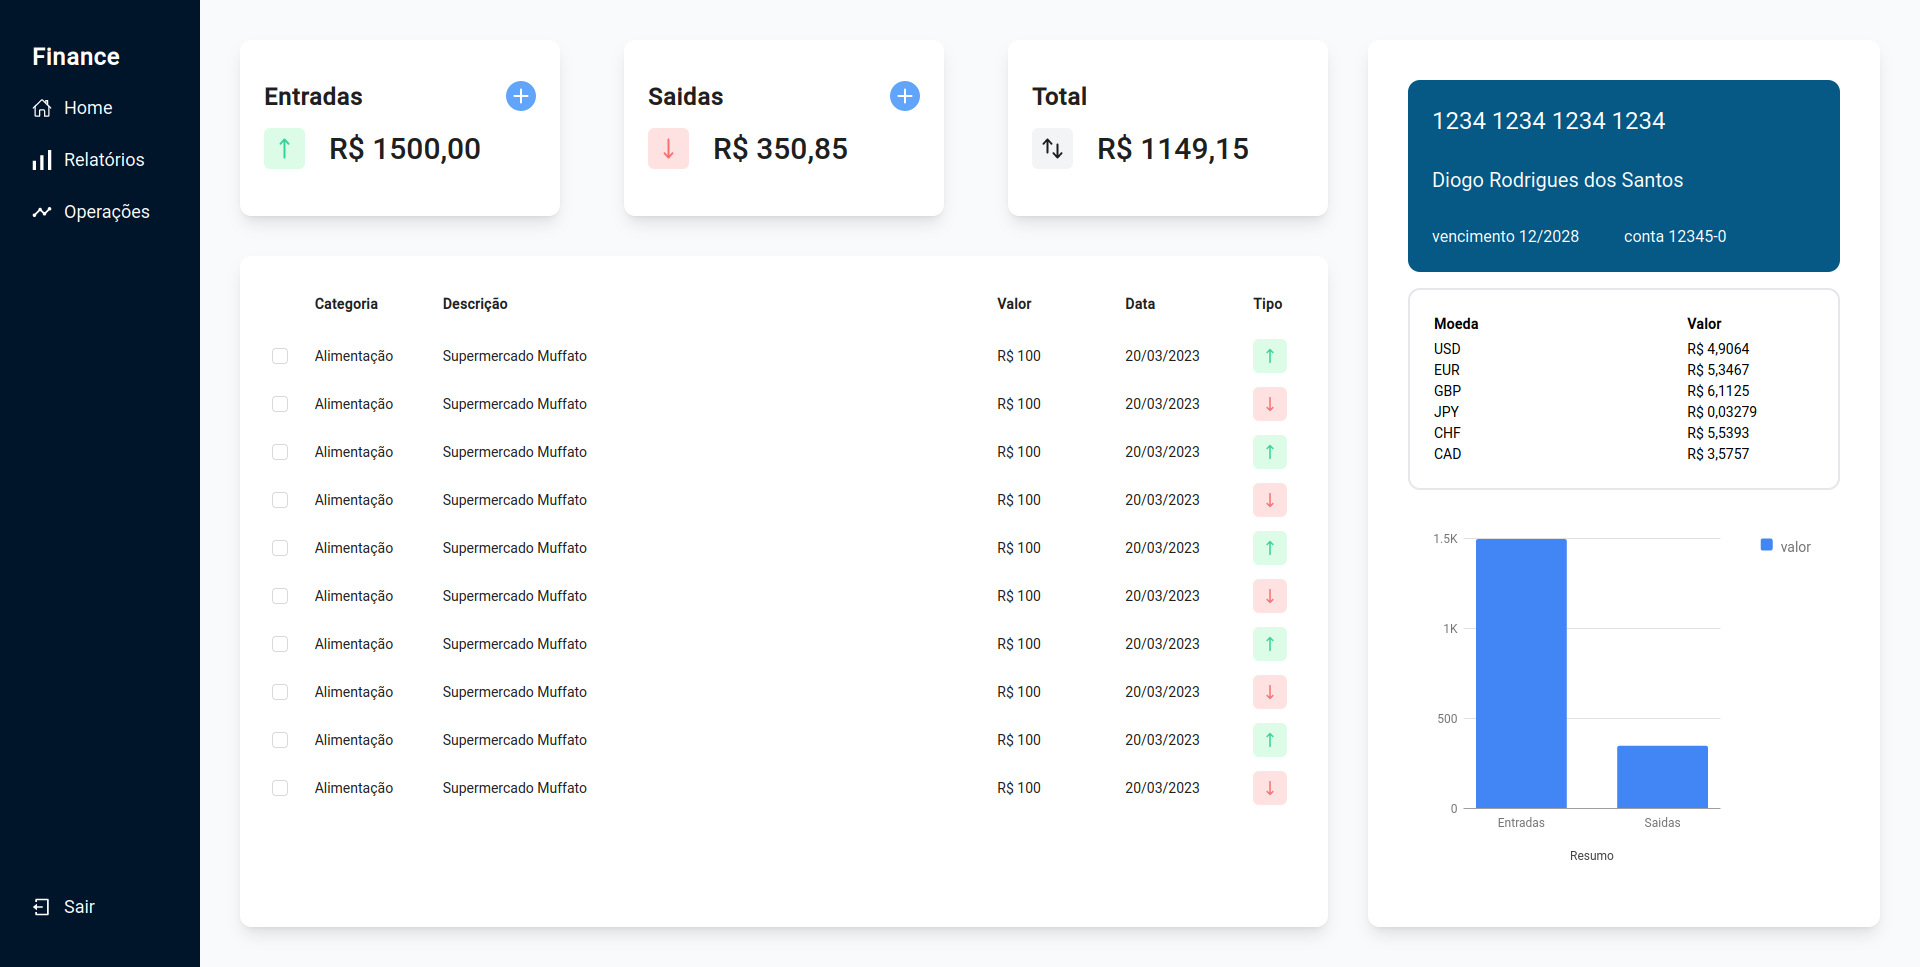 Finance
Home
Relatórios
Operações
Sair
Entradas
R$ 1500,00
Saidas
R$ 350,85
Total
R$ 1149,15
Categoria Descrição Valor Data Tipo
Alimentação Supermercado Muffato R$ 100 20/03/2023
Alimentação Supermercado Muffato R$ 100 20/03/2023
Alimentação Supermercado Muffato R$ 100 20/03/2023
Alimentação Supermercado Muffato R$ 100 20/03/2023
Alimentação Supermercado Muffato R$ 100 20/03/2023
Alimentação Supermercado Muffato R$ 100 20/03/2023
Alimentação Supermercado Muffato R$ 100 20/03/2023
Alimentação Supermercado Muffato R$ 100 20/03/2023
Alimentação Supermercado Muffato R$ 100 20/03/2023
Alimentação Supermercado Muffato R$ 100 20/03/2023
1234 1234 1234 1234
Diogo Rodrigues dos Santos
vencimento 12/2028 conta 12345-0
Moeda Valor
USD R$ 4,9064
EUR R$ 5,3467
GBP R$ 6,1125
JPY R$ 0,03279
CHF R$ 5,5393
CAD R$ 3,5757
1.5K
valor
1K
500
0
Entradas Saidas
Resumo